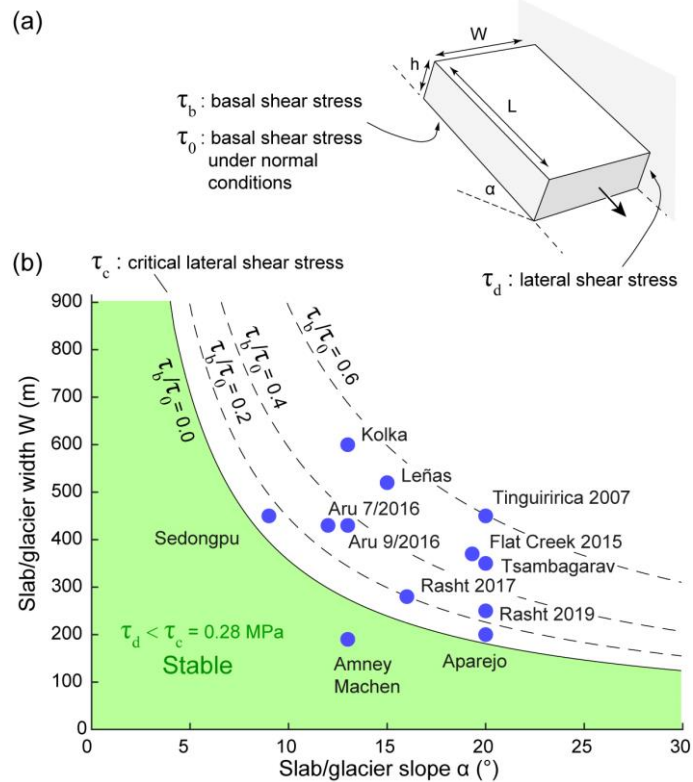 (a)
W
h
L
α
τb : basal shear stress
τ0 : basal shear stress
under normal
conditions
τd : lateral shear stress
(b)
τc : critical lateral shear stress
900
800
700
600
500
400
300
200
100
0
Slab/glacier width W (m)
τb/τ0 = 0.0
τb/τ0 = 0.2
τb/τ0 = 0.4
τb/τ0 = 0.6
Kolka
Leñas
Tinguiririca 2007
Aru 7/2016
Aru 9/2016
Flat Creek 2015
Tsambagarav
Sedongpu
Rasht 2017
Rasht 2019
Amney
Machen
Aparejo
τd < τc = 0.28 MPa
Stable
0
5
10
15
20
25
30
Slab/glacier slope α (°)